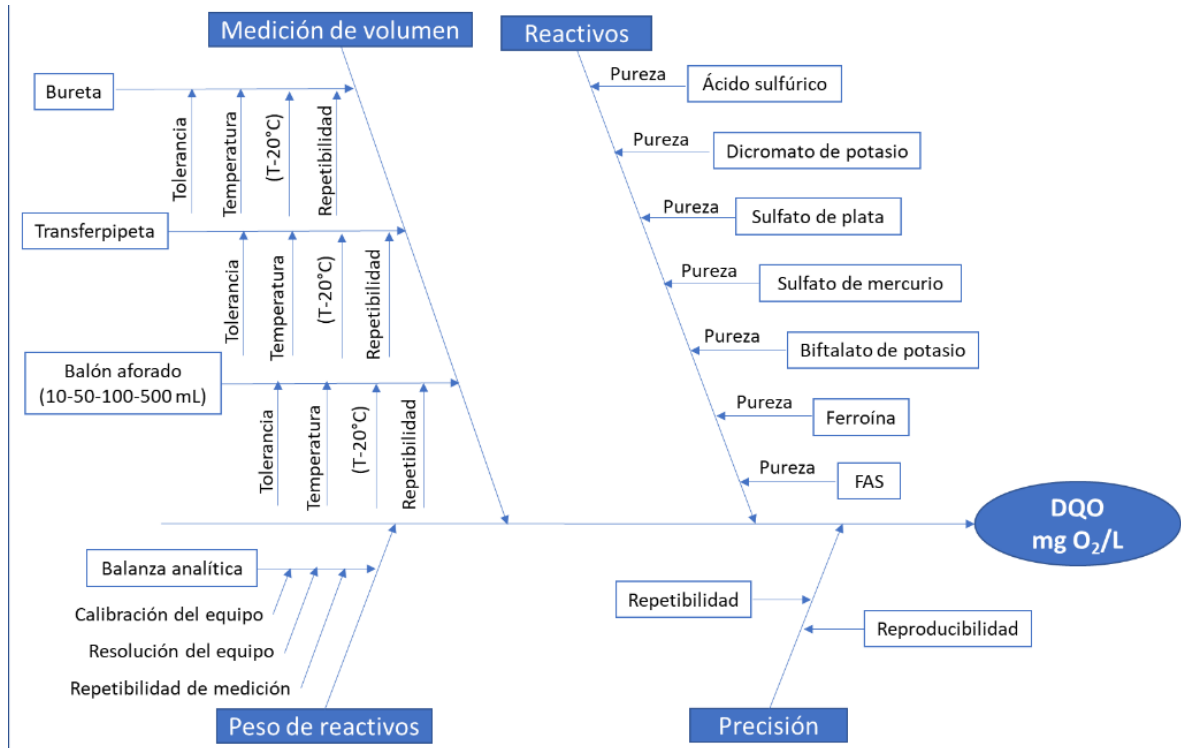 Medición de volumen
Reactivos
Bureta
Tolerancia
Temperatura
(T-20°C)
Repetibilidad
Transferpipeta
Tolerancia
Temperatura
(T-20°C)
Repetibilidad
Balón aforado
(10-50-100-500 mL)
Tolerancia
Temperatura
(T-20°C)
Repetibilidad
Pureza
Ácido sulfúrico
Pureza
Dicromato de potasio
Pureza
Sulfato de plata
Pureza
Sulfato de mercurio
Pureza
Biftalato de potasio
Pureza
Ferroína
Pureza
FAS
DQO
mg O₂/L
Balanza analítica
Calibración del equipo
Resolución del equipo
Repetibilidad de medición
Peso de reactivos
Repetibilidad
Reproducibilidad
Precisión